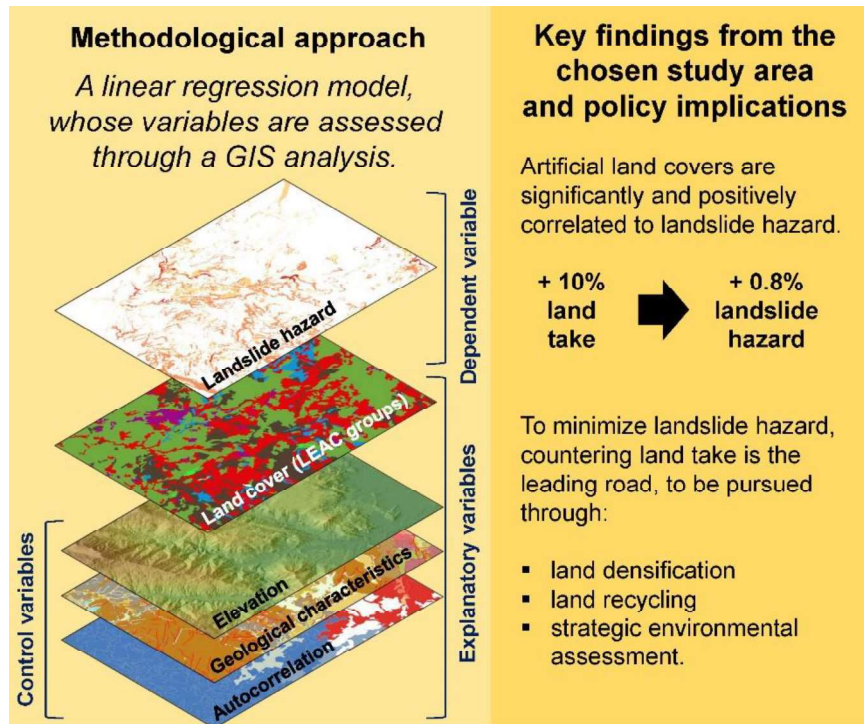 Methodological approach
A linear regression model,
whose variables are assessed
through a GIS analysis.
Landslide hazard
Dependent variable
Land cover (LEAC groups)
Elevation
Geological characteristics
Autocorrelation
Explanatory variables
Control variables
Key findings from the
chosen study area
and policy implications
Artificial land covers are
significantly and positively
correlated to landslide hazard.
+ 10%
land
take
+ 0.8%
landslide
hazard
To minimize landslide hazard,
countering land take is the
leading road, to be pursued
through:
▪ land densification
▪ land recycling
▪ strategic environmental
assessment.